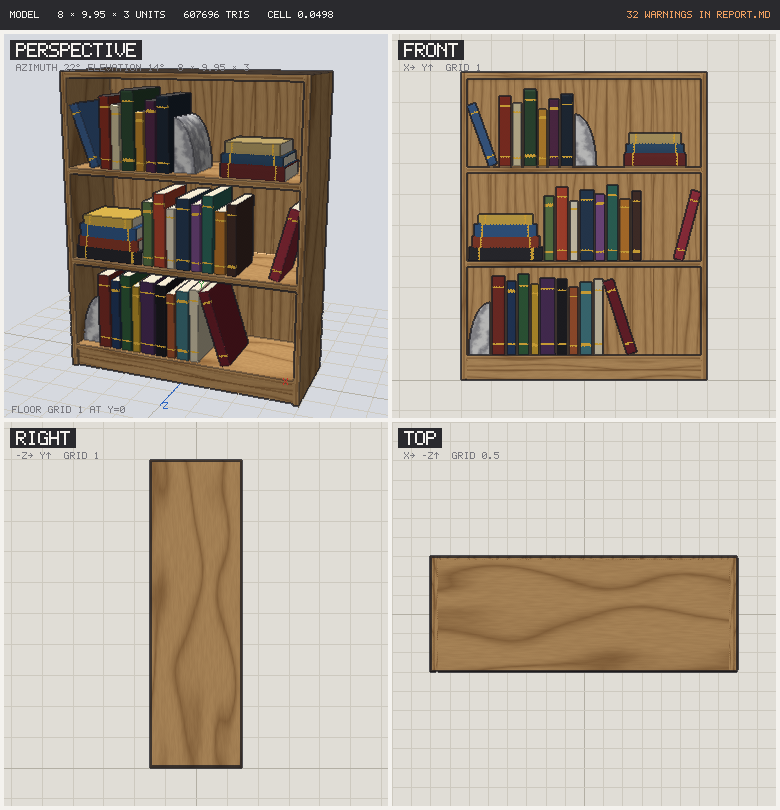 MODEL 8 × 9.95 × 3 UNITS 607696 TRIS CELL 0.0498 32 WARNINGS IN REPORT.MD
PERSPECTIVE
AZIMUTH 22° ELEVATION 14° 8 × 9.95 × 3
FLOOR GRID 1 AT Y=0
Z
FRONT
X→ Y↑ GRID 1
RIGHT
-Z→ Y↑ GRID 1
TOP
X→ -Z↑ GRID 0.5